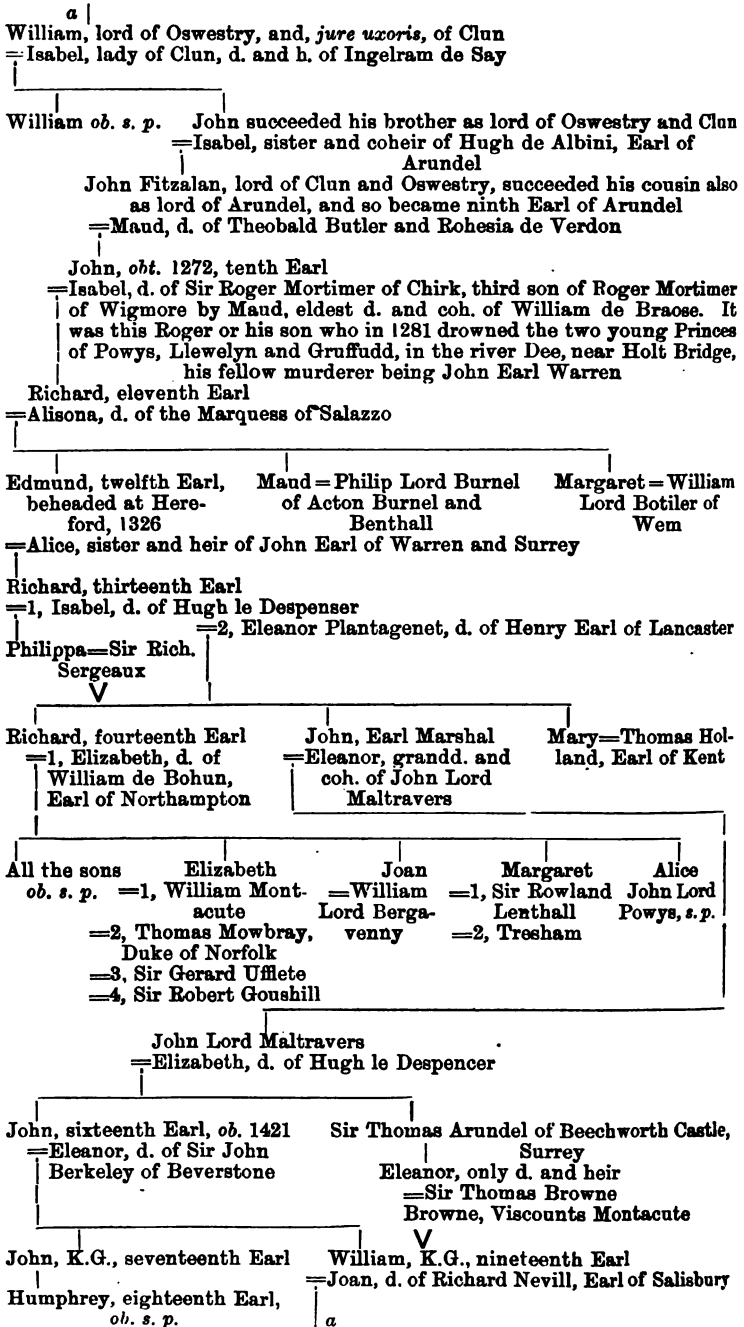 a
William, lord of Oswestry, and, jure uxoris, of Clun
=Isabel, lady of Clun, d. and h. of Ingelram de Say
William ob. s. p. John succeeded his brother as lord of Oswestry and Clun
=Isabel, sister and coheir of Hugh de Albini, Earl of
Arundel
John Fitzalan, lord of Clun and Oswestry, succeeded his cousin also
as lord of Arundel, and so became ninth Earl of Arundel
=Maud, d. of Theobald Butler and Rohesia de Verdon
John, obt. 1272, tenth Earl
=Isabel, d. of Sir Roger Mortimer of Chirk, third son of Roger Mortimer
of Wigmore by Maud, eldest d. and coh. of William de Braose. It
was this Roger or his son who in 1281 drowned the two young Princes
of Powys, Llewelyn and Gruffudd, in the river Dee, near Holt Bridge,
his fellow murderer being John Earl Warren
Richard, eleventh Earl
=Alisona, d. of the Marquess of Salazzo
Edmund, twelfth Earl, Maud=Philip Lord Burnel Margaret=William
beheaded at Here- of Acton Burnel and Lord Botiler of
ford, 1326 Benthall Wem
=Alice, sister and heir of John Earl of Warren and Surrey
Richard, thirteenth Earl
=1, Isabel, d. of Hugh le Despenser
=2, Eleanor Plantagenet, d. of Henry Earl of Lancaster
Philippa=Sir Rich.
Sergeaux
Richard, fourteenth Earl John, Earl Marshal Mary=Thomas Hol-
=1, Elizabeth, d. of =Eleanor, grandd. and land, Earl of Kent
William de Bohun, coh. of John Lord
Earl of Northampton Maltravers
All the sons Elizabeth Joan Margaret Alice
ob. s. p. =1, William Mont- =William =1, Sir Rowland John Lord
acute Lord Berga- Lenthall Powys, s.p.
=2, Thomas Mowbray, venny =2, Tresham
Duke of Norfolk
=3, Sir Gerard Ufflete
=4, Sir Robert Goushill
John Lord Maltravers
=Elizabeth, d. of Hugh le Despencer
John, sixteenth Earl, ob. 1421 Sir Thomas Arundel of Beechworth Castle,
=Eleanor, d. of Sir John Surrey
Berkeley of Beverstone Eleanor, only d. and heir
=Sir Thomas Browne
Browne, Viscounts Montacute
John, K.G., seventeenth Earl William, K.G., nineteenth Earl
=Joan, d. of Richard Nevill, Earl of Salisbury
Humphrey, eighteenth Earl,
ob. s. p. a